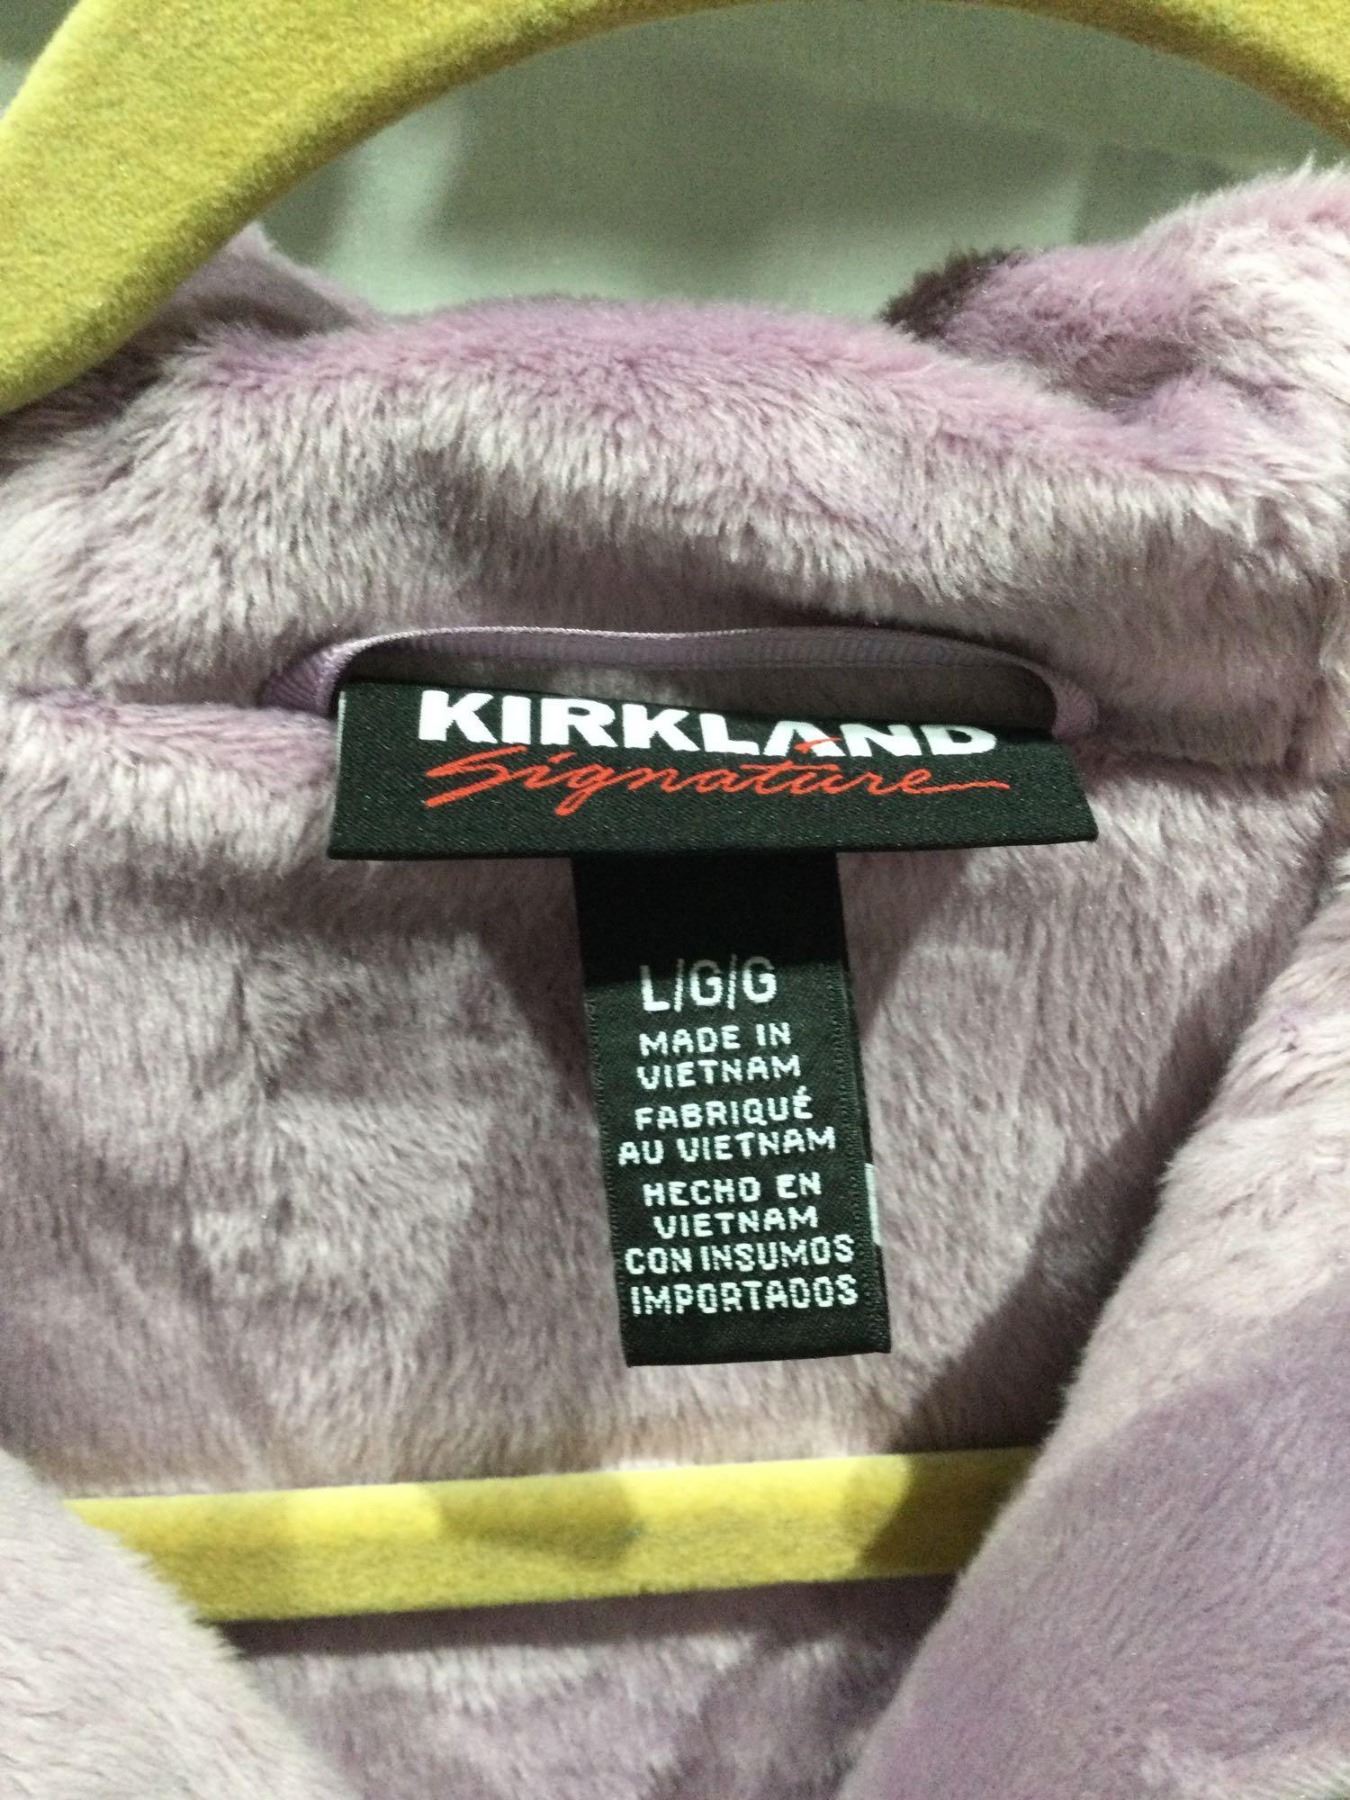 KIRKLAND
Signature
L/G/G
MADE IN
VIETNAM
FABRIQUÉ
AU VIETNAM
HECHO EN
VIETNAM
CON INSUMOS
IMPORTADOS